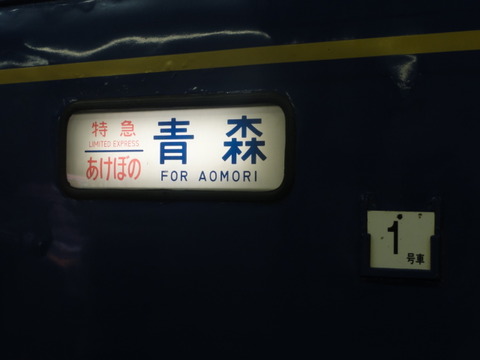 特急
LIMITED EXPRESS
あけぼの
青森
FOR AOMORI
1
号車